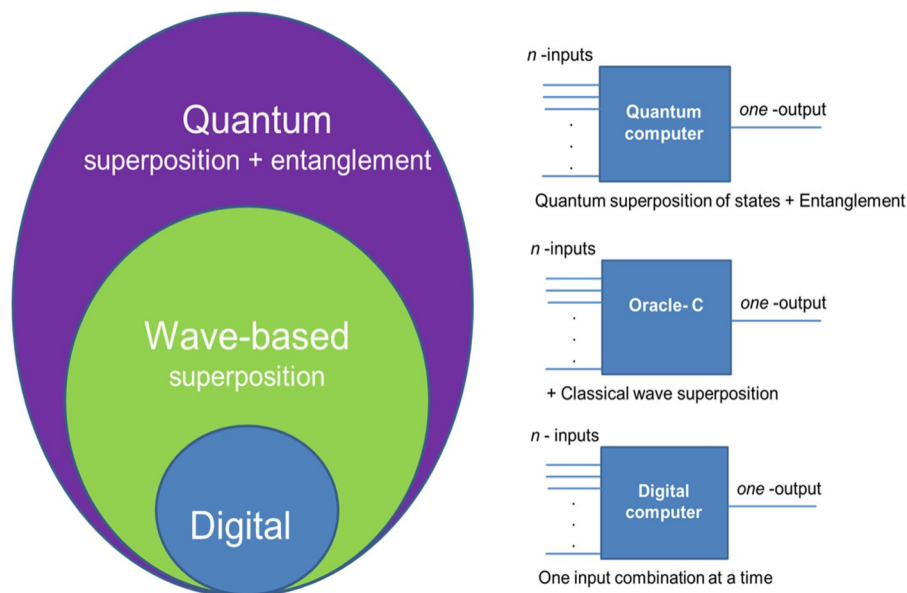 Quantum
superposition + entanglement
Wave-based
superposition
Digital
n -inputs
Quantum
computer
one -output
Quantum superposition of states + Entanglement
n -inputs
Oracle- C
one -output
+ Classical wave superposition
n - inputs
Digital
computer
one -output
One input combination at a time